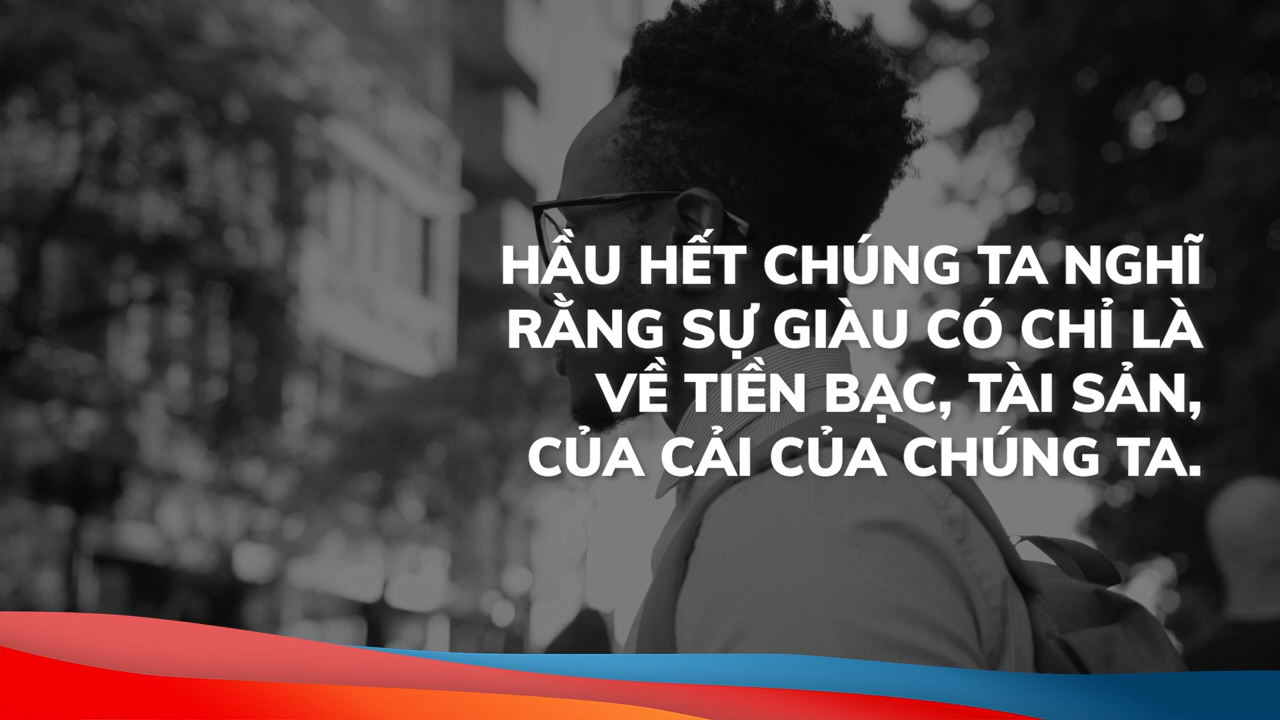 HẦU HẾT CHÚNG TA NGHĨ
RẰNG SỰ GIÀU CÓ CHỈ LÀ
VỀ TIỀN BẠC, TÀI SẢN,
CỦA CẢI CỦA CHÚNG TA.